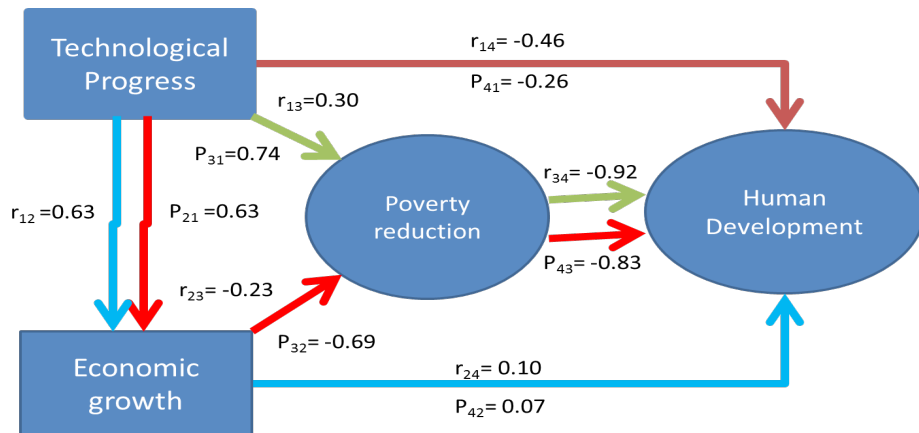 Technological
Progress
r14= -0.46
P41= -0.26
r13=0.30
P31=0.74
r34= -0.92
Poverty
reduction
Human
Development
r12=0.63
P21=0.63
P43= -0.83
r23= -0.23
P32= -0.69
Economic
growth
r24= 0.10
P42= 0.07